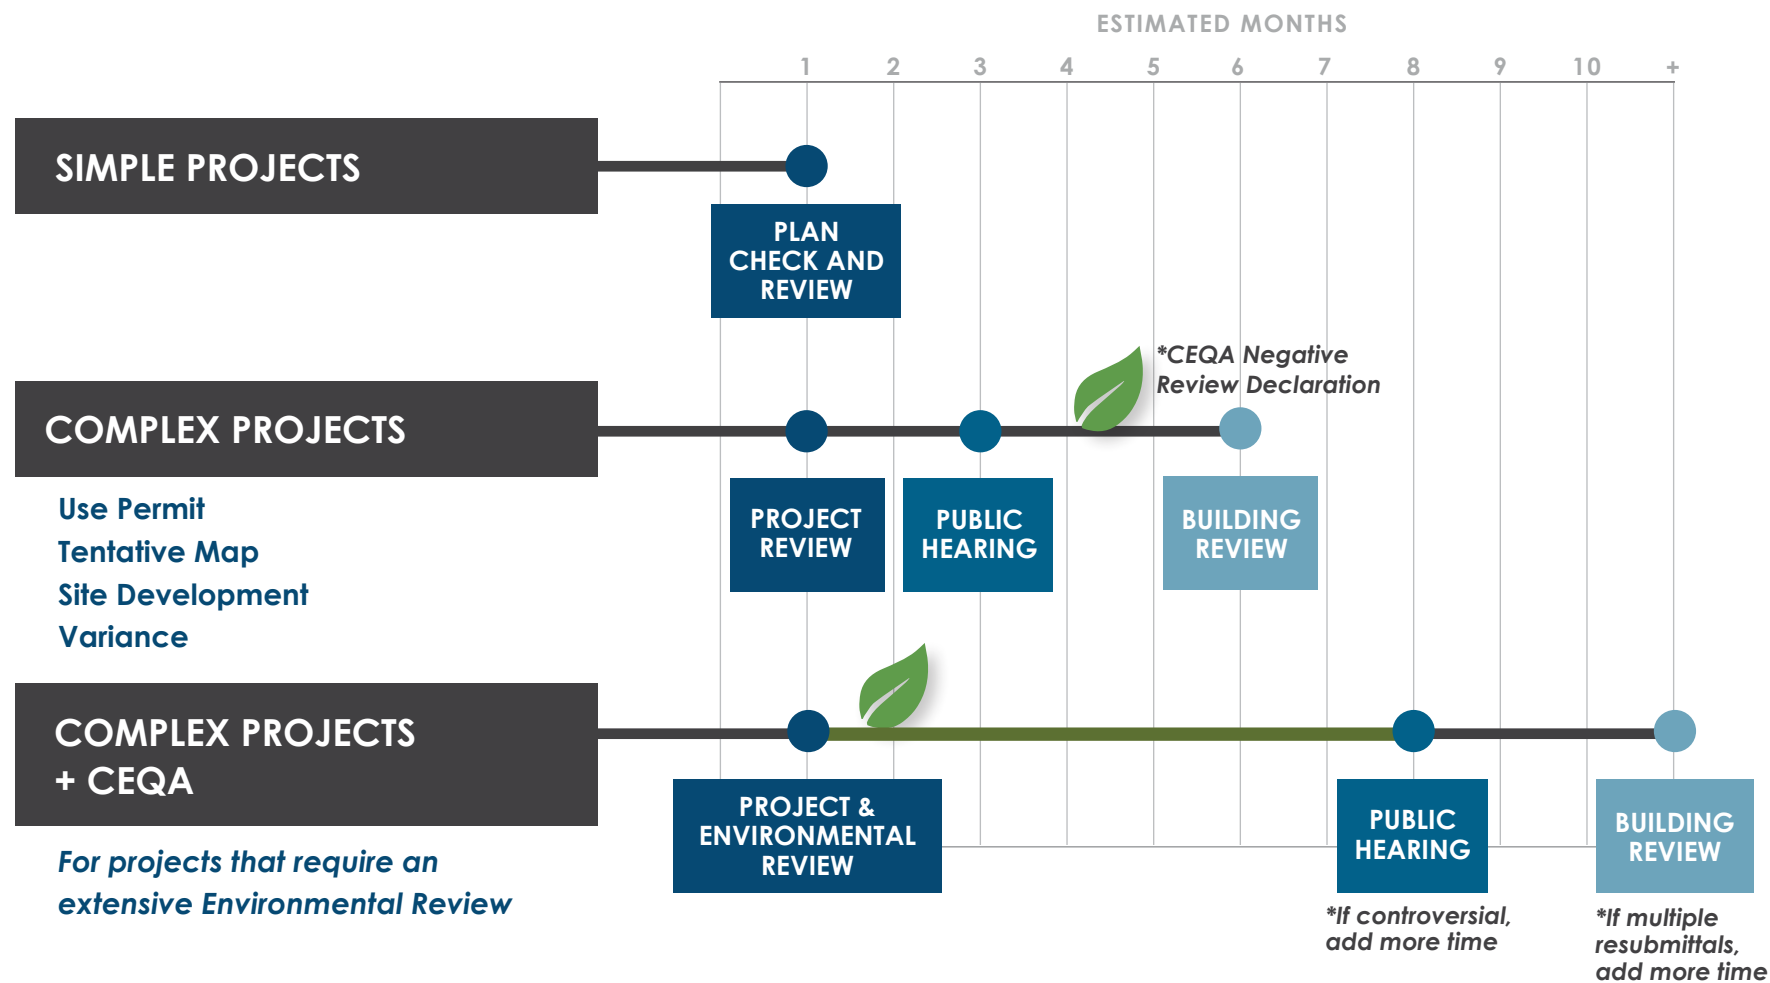 ESTIMATED MONTHS
1 2 3 4 5 6 7 8 9 10 +
SIMPLE PROJECTS
PLAN
CHECK AND
REVIEW
*CEQA Negative
Review Declaration
COMPLEX PROJECTS
Use Permit
Tentative Map
Site Development
Variance
PROJECT
REVIEW
PUBLIC
HEARING
BUILDING
REVIEW
COMPLEX PROJECTS
+ CEQA
For projects that require an
extensive Environmental Review
PROJECT &
ENVIRONMENTAL
REVIEW
PUBLIC
HEARING
*If controversial,
add more time
BUILDING
REVIEW
*If multiple
resubmittals,
add more time